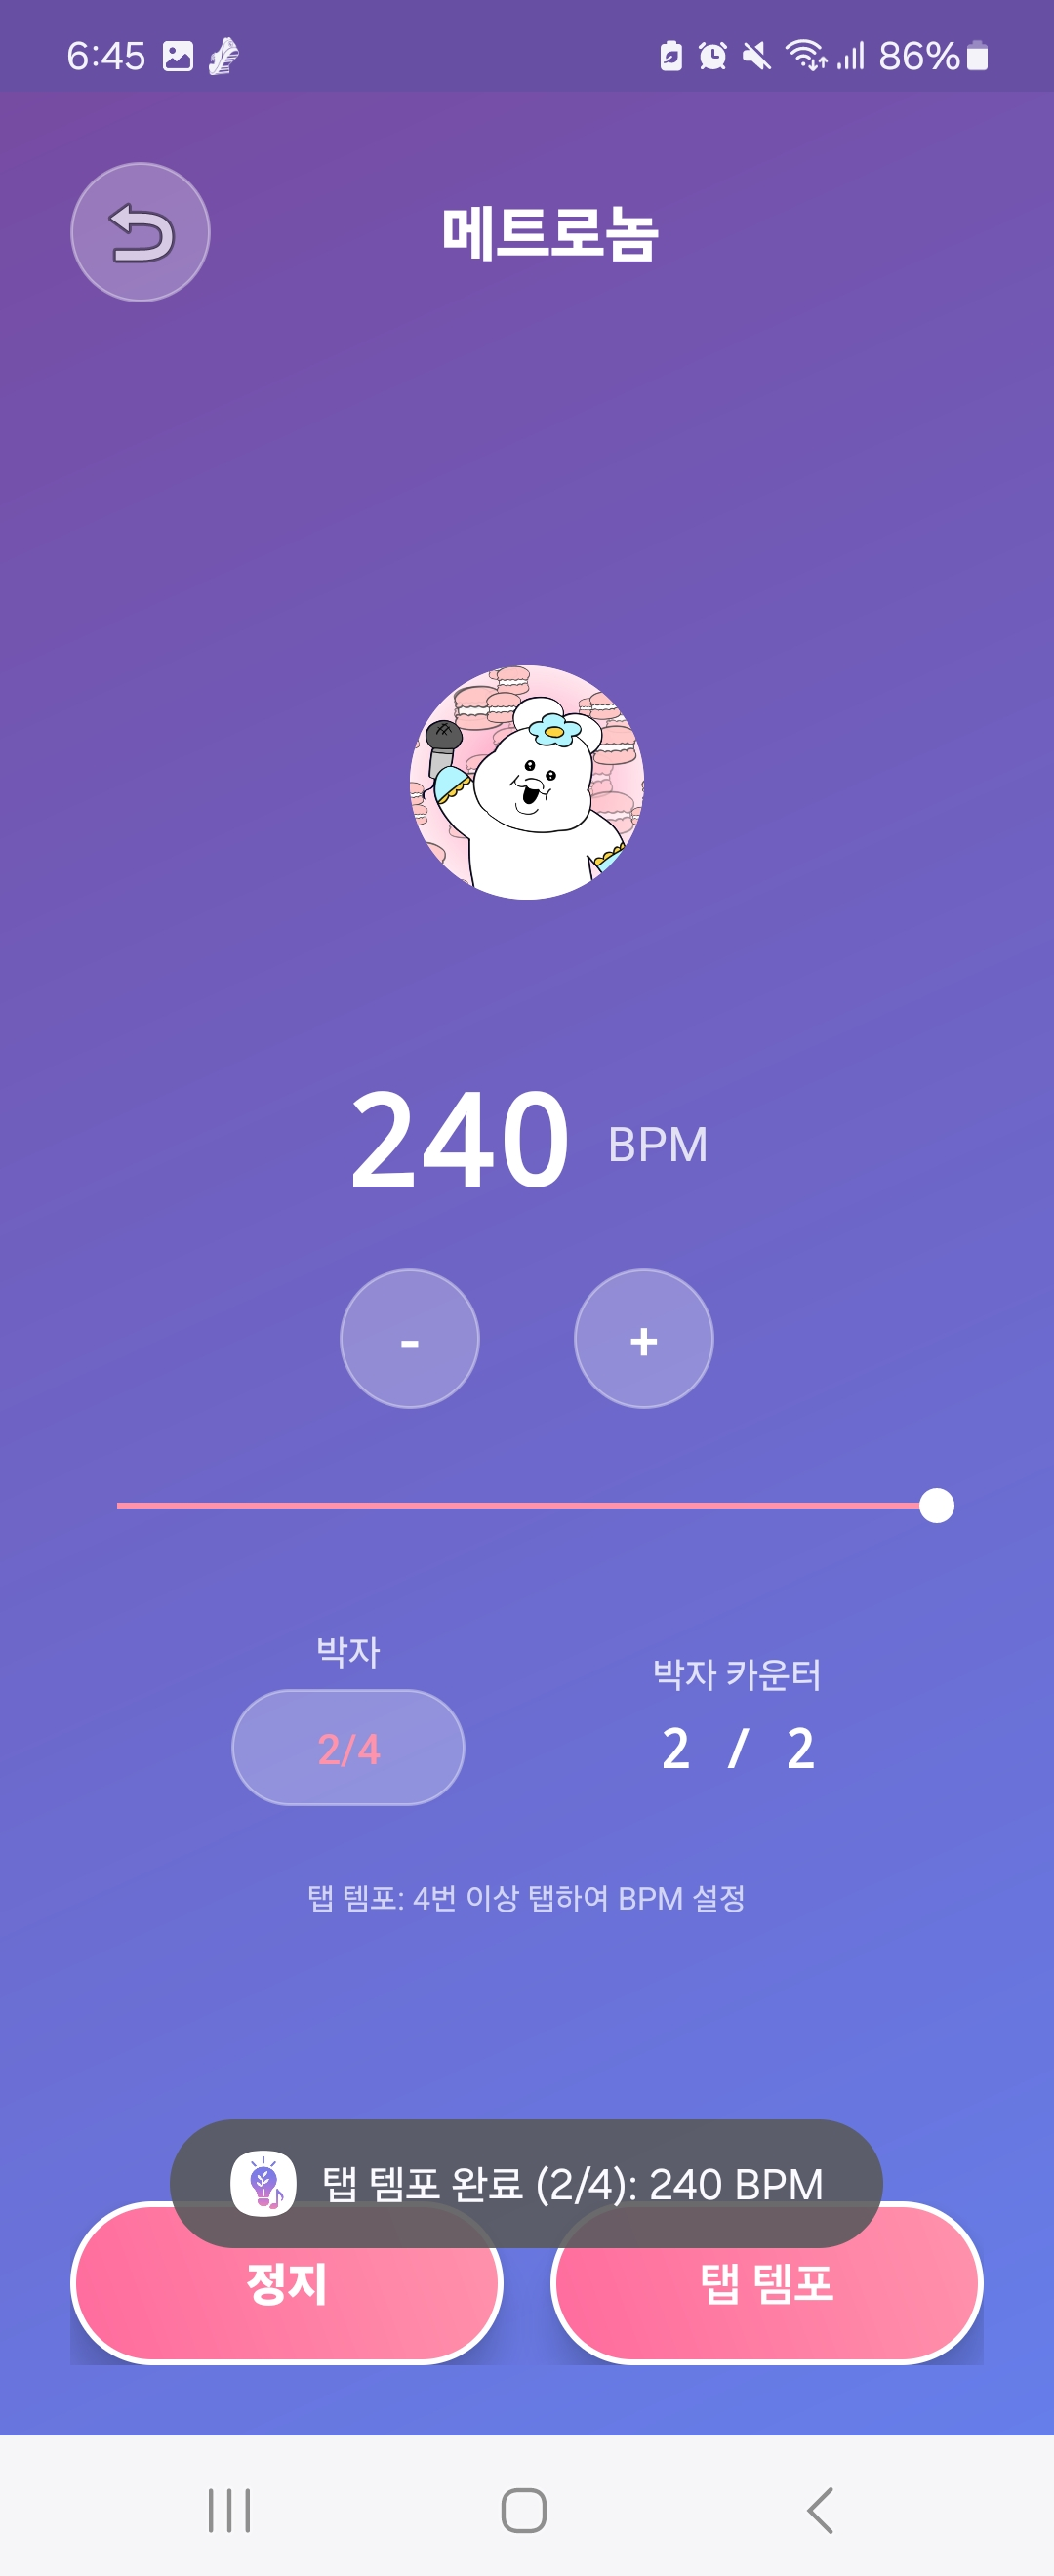 6:45 86%
메트로놈
240 BPM
- +
박자
박자 카운터
2/4
2 / 2
탭 템포: 4번 이상 탭하여 BPM 설정
탭 템포 완료 (2/4): 240 BPM
정지
탭 템포